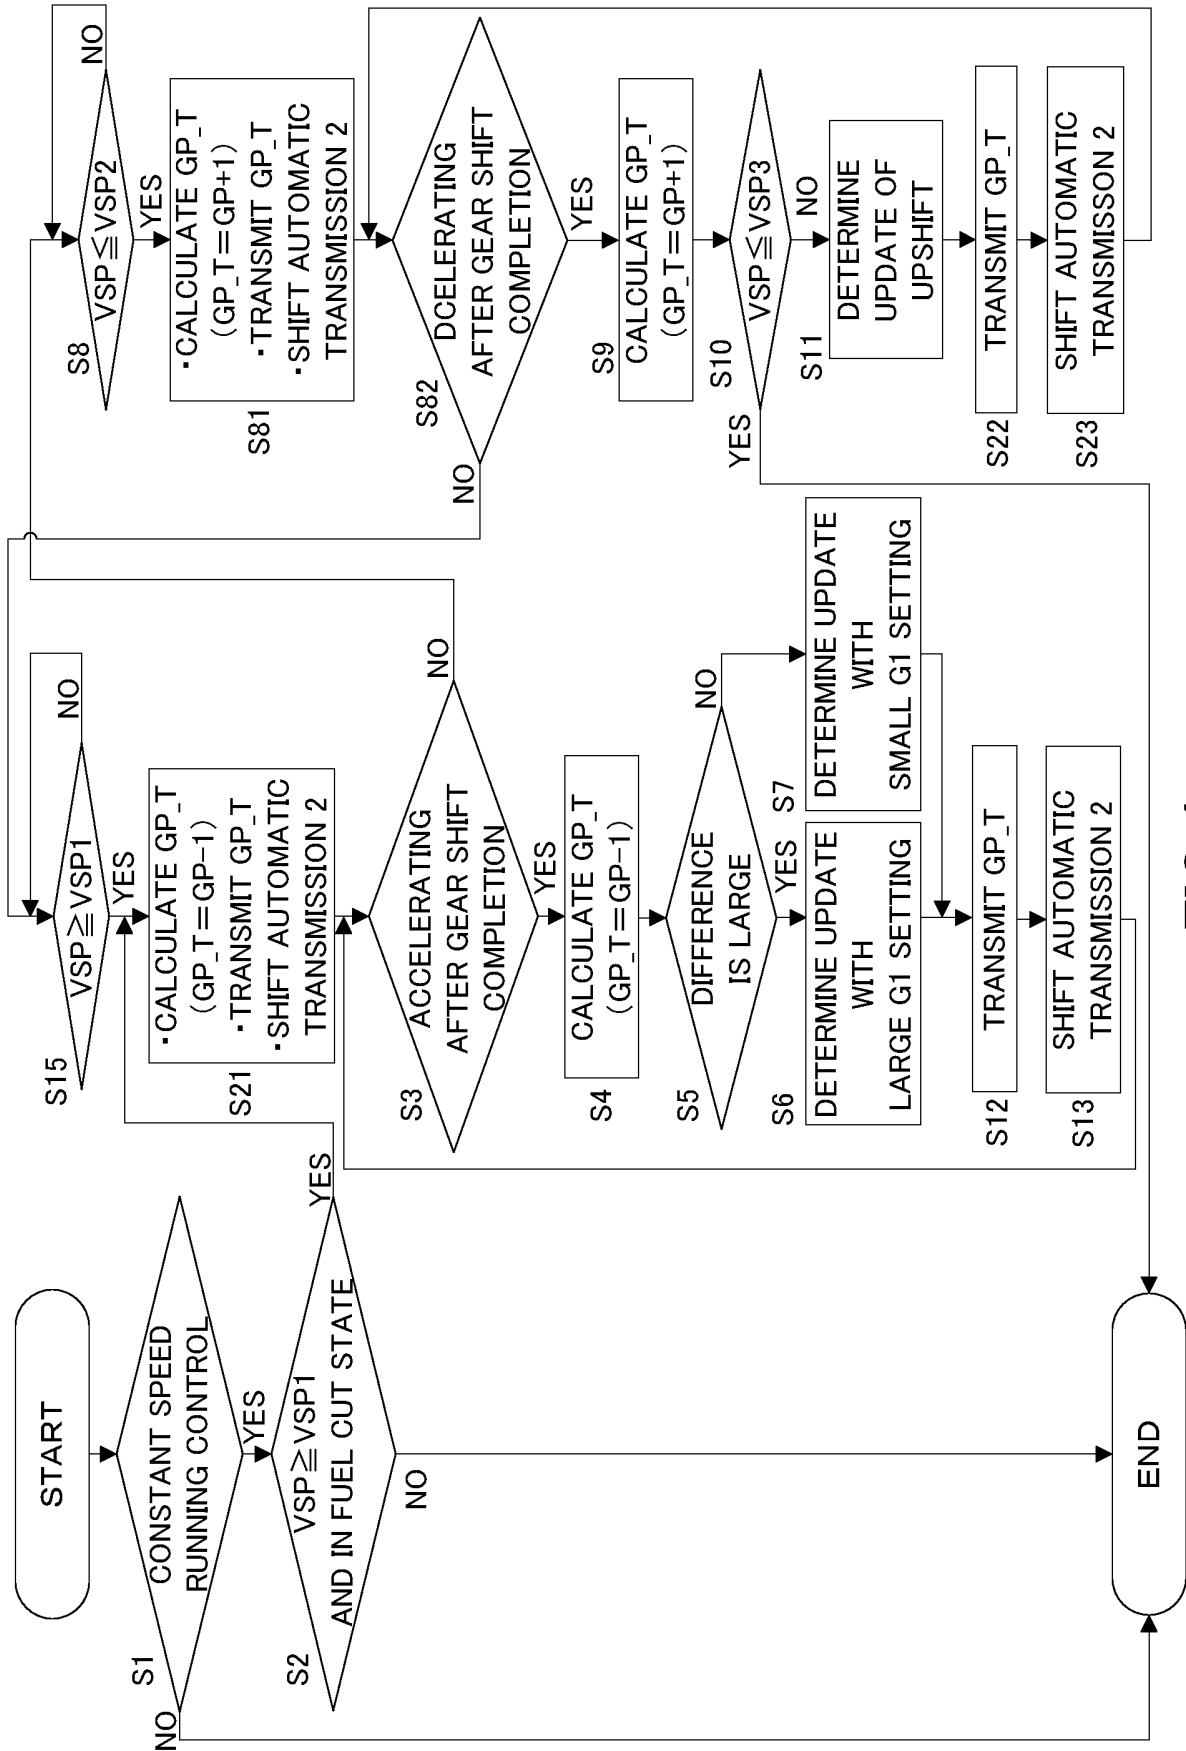 START
S1
CONSTANT SPEED
RUNNING CONTROL
NO
YES
S2
VSP≧VSP1
AND IN FUEL CUT STATE
YES
NO
S15
VSP≧VSP1
NO
YES
S21
・CALCULATE GP_T
(GP_T=GP-1)
・TRANSMIT GP_T
・SHIFT AUTOMATIC
TRANSMISSION 2
S3
ACCELERATING
AFTER GEAR SHIFT
COMPLETION
NO
YES
S4
CALCULATE GP_T
(GP_T=GP-1)
S5
DIFFERENCE
IS LARGE
NO
YES
S6
DETERMINE UPDATE
WITH
LARGE G1 SETTING
S7
DETERMINE UPDATE
WITH
SMALL G1 SETTING
S12
TRANSMIT GP_T
S13
SHIFT AUTOMATIC
TRANSMISSION 2
S8
VSP≦VSP2
NO
YES
S81
・CALCULATE GP_T
(GP_T=GP+1)
・TRANSMIT GP_T
・SHIFT AUTOMATIC
TRANSMISSION 2
S82
DCELERATING
AFTER GEAR SHIFT
COMPLETION
NO
YES
S9
CALCULATE GP_T
(GP_T=GP+1)
S10
VSP≦VSP3
YES
NO
S11
DETERMINE
UPDATE OF
UPSHIFT
S22
TRANSMIT GP_T
S23
SHIFT AUTOMATIC
TRANSMISSON 2
END